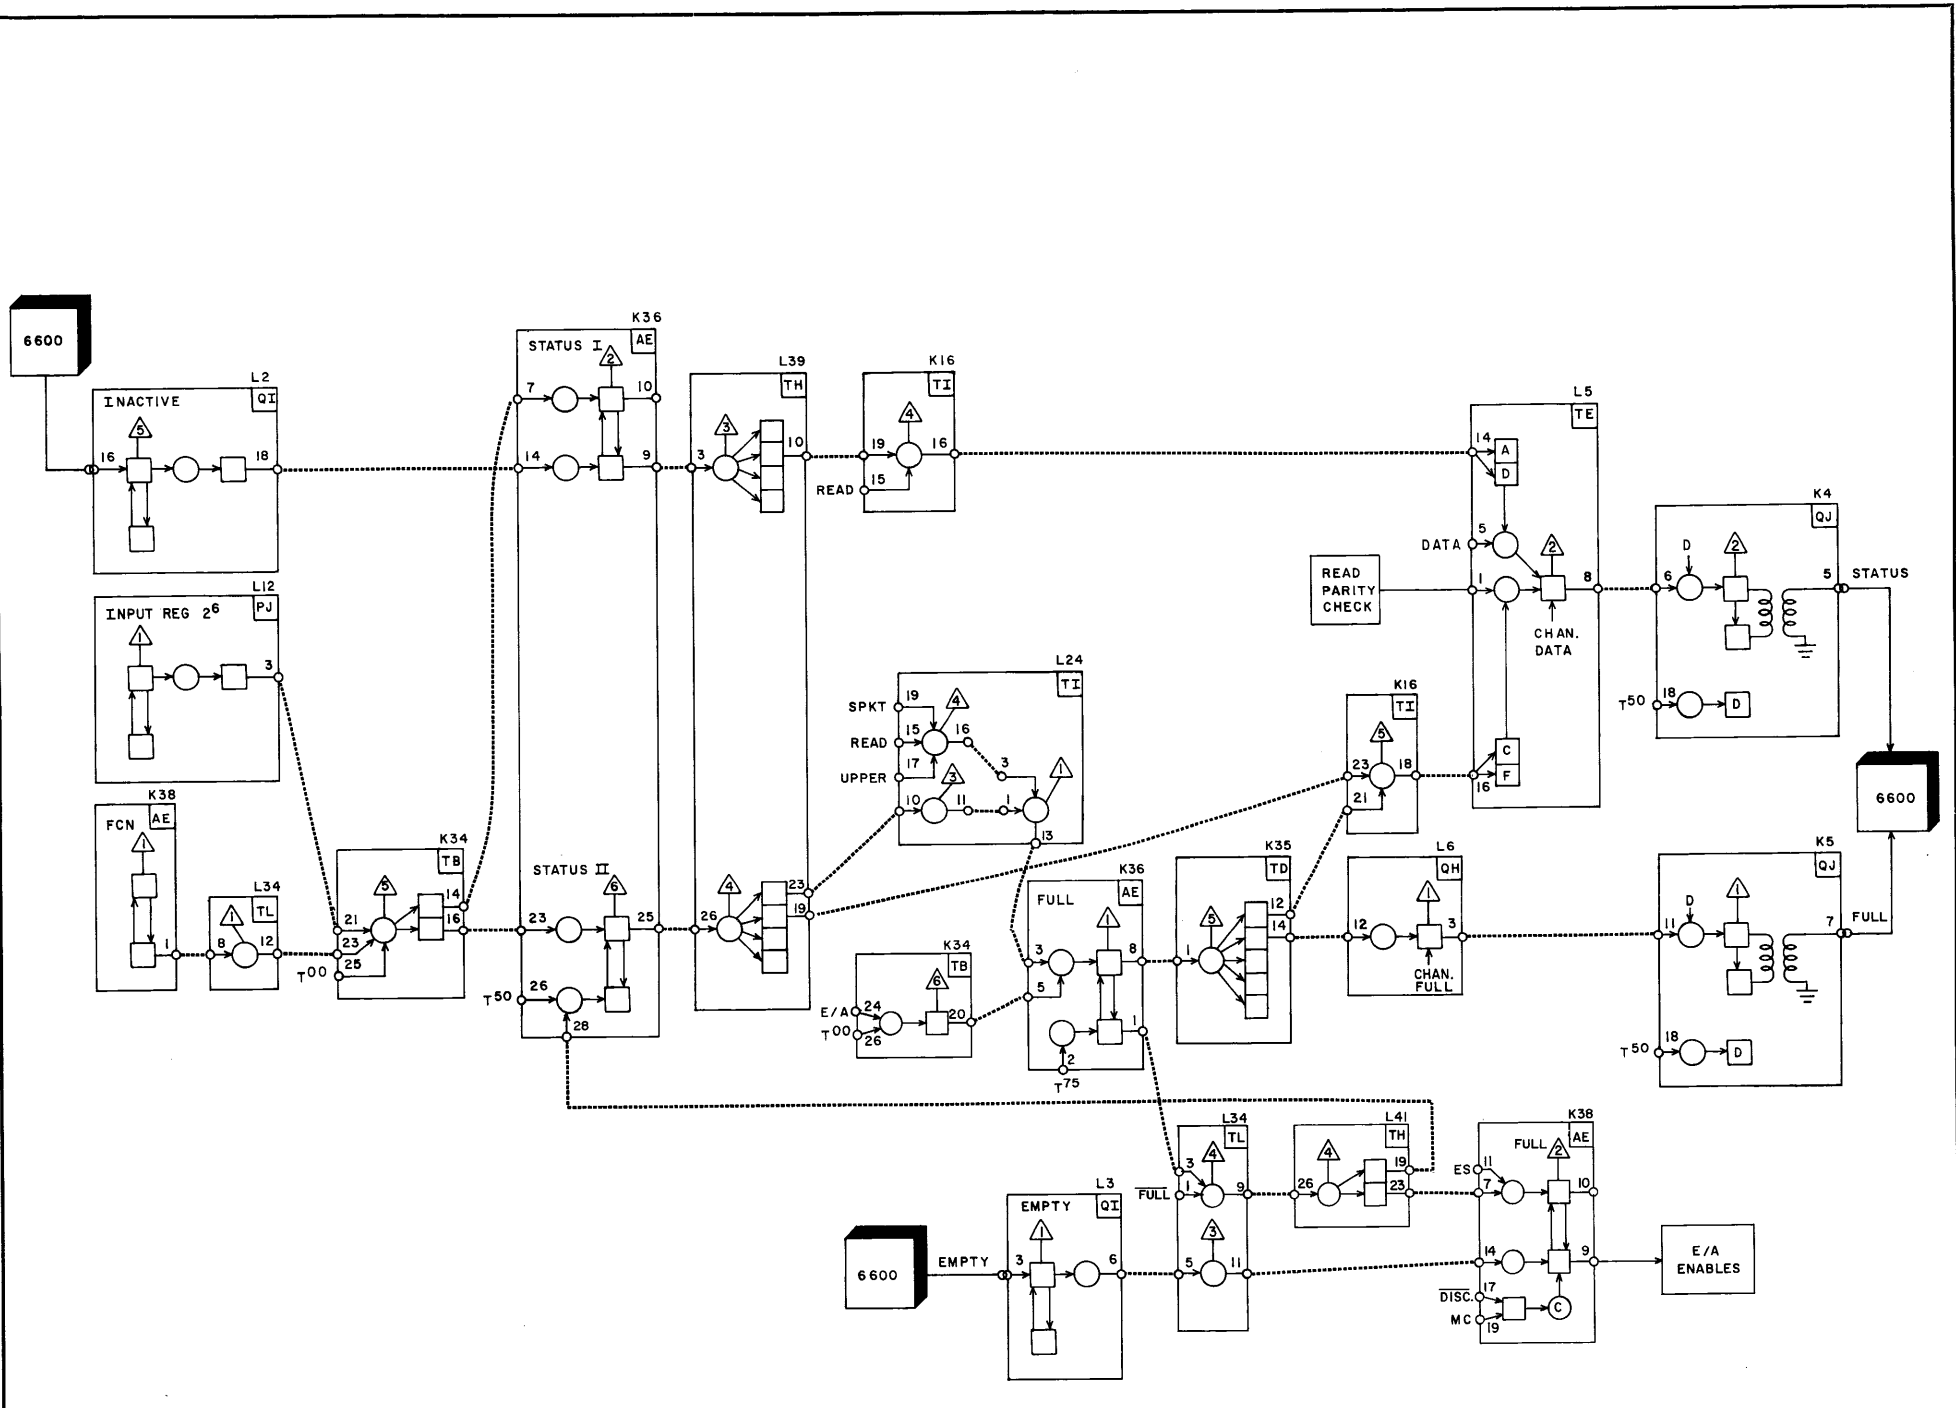 6600
L2
QI
INACTIVE
5
16
18
L12
PJ
INPUT REG 2⁶
1
3
K38
AE
FCN
1
1
L34
TL
1
8
12
K34
TB
5
21
23
25
T⁰⁰
14
16
K36
AE
STATUS I
2
7
10
14
9
STATUS II
6
23
25
T⁵⁰
26
28
L39
TH
3
3
10
4
26
23
19
K16
TI
4
19
16
READ
15
L24
TI
SPKT
19
4
READ
15
16
UPPER
17
3
3
1
10
11
1
13
K34
TB
6
E/A
24
T⁰⁰
26
20
K36
AE
FULL
1
3
8
5
1
2
T⁷⁵
K35
TD
5
1
12
14
K16
TI
5
23
18
21
L6
QH
1
12
3
CHAN.
FULL
READ
PARITY
CHECK
L5
TE
14
A
D
DATA
5
2
1
8
CHAN.
DATA
C
F
16
K4
QJ
D
2
6
5
STATUS
T⁵⁰
18
D
6600
K5
QJ
D
1
11
7
FULL
T⁵⁰
18
D
6600
EMPTY
L3
QI
EMPTY
1
3
6
L34
TL
3
4
FULL
1
9
3
5
11
L41
TH
4
26
19
23
K38
AE
FULL
2
ES
11
7
10
14
9
DISC.
17
MC
19
C
E/A
ENABLES